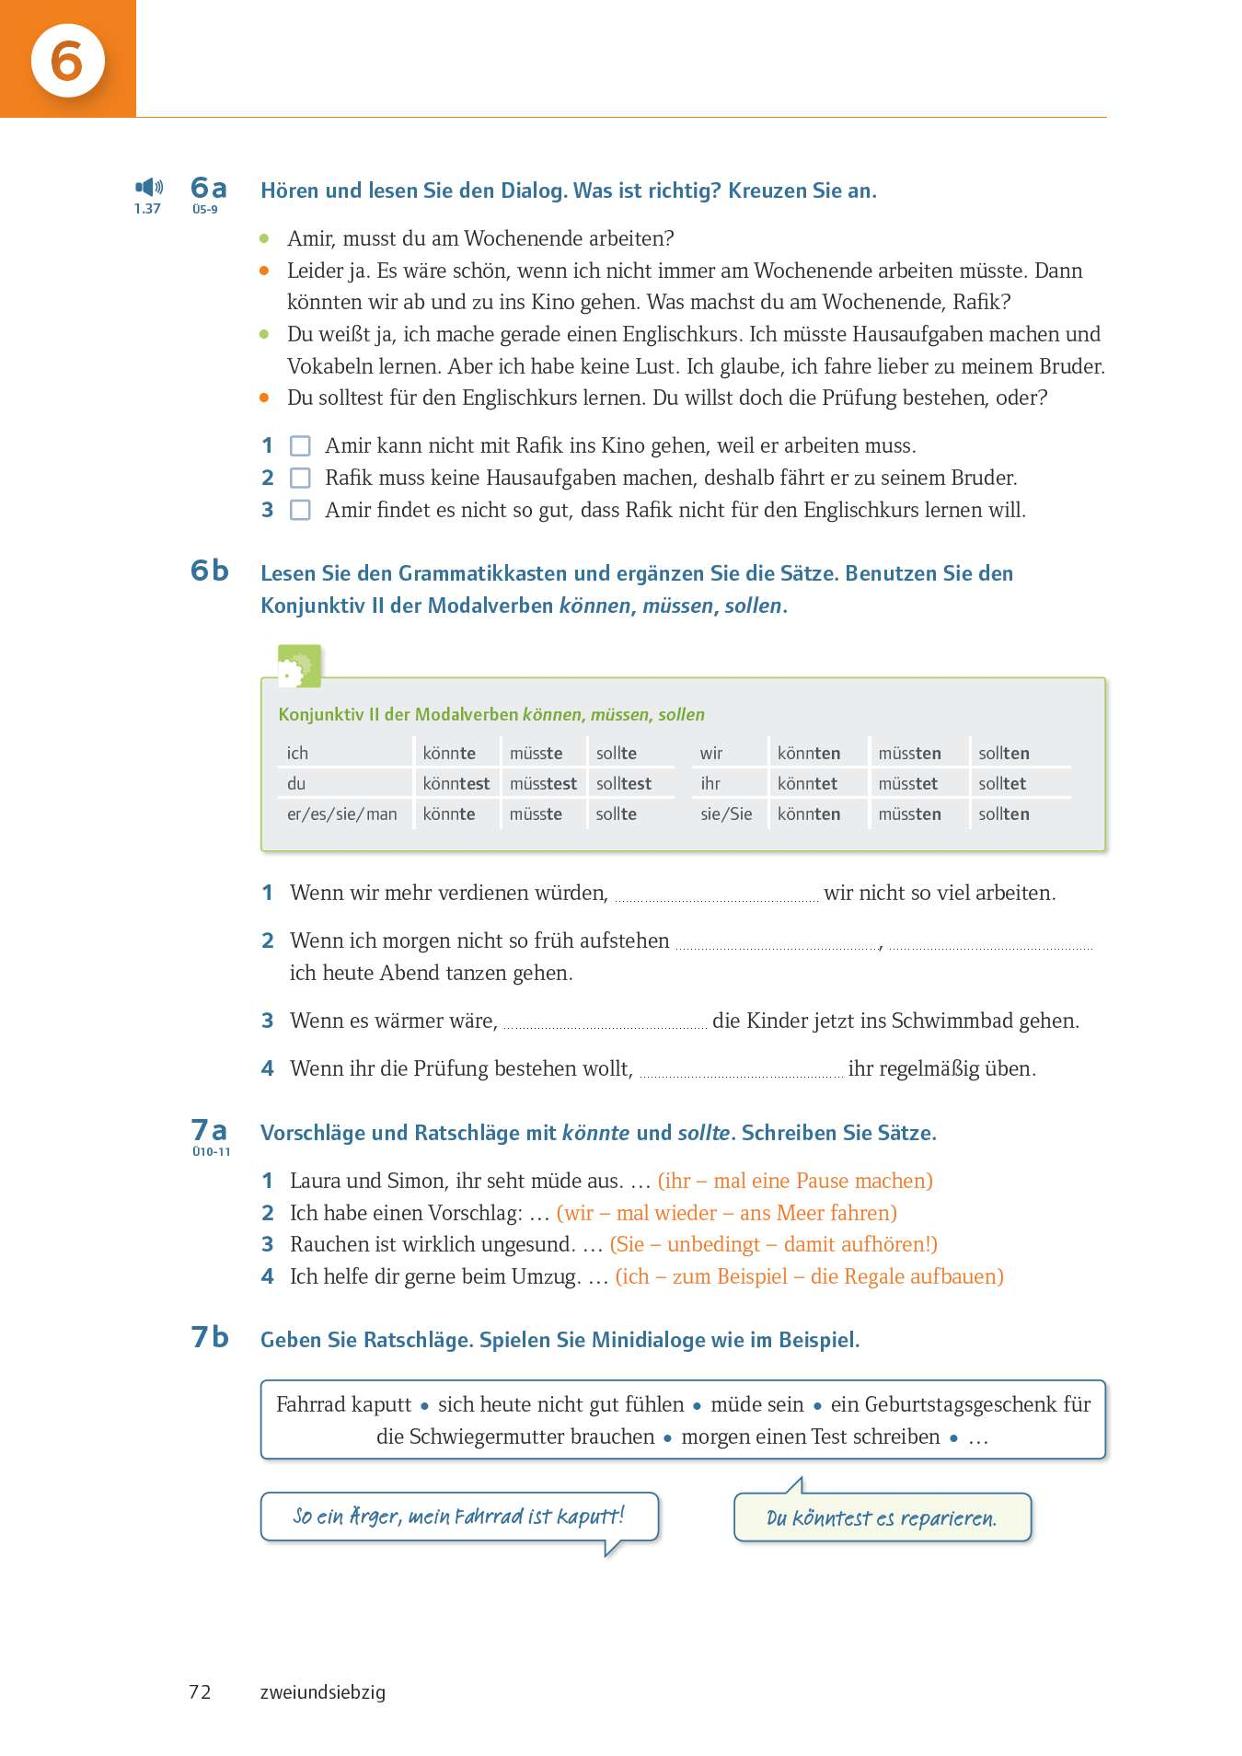 6
1.37
6a
Ü5-9
Hören und lesen Sie den Dialog. Was ist richtig? Kreuzen Sie an.
• Amir, musst du am Wochenende arbeiten?
• Leider ja. Es wäre schön, wenn ich nicht immer am Wochenende arbeiten müsste. Dann
könnten wir ab und zu ins Kino gehen. Was machst du am Wochenende, Rafik?
• Du weißt ja, ich mache gerade einen Englischkurs. Ich müsste Hausaufgaben machen und
Vokabeln lernen. Aber ich habe keine Lust. Ich glaube, ich fahre lieber zu meinem Bruder.
• Du solltest für den Englischkurs lernen. Du willst doch die Prüfung bestehen, oder?
1 Amir kann nicht mit Rafik ins Kino gehen, weil er arbeiten muss.
2 Rafik muss keine Hausaufgaben machen, deshalb fährt er zu seinem Bruder.
3 Amir findet es nicht so gut, dass Rafik nicht für den Englischkurs lernen will.
6b Lesen Sie den Grammatikkasten und ergänzen Sie die Sätze. Benutzen Sie den
Konjunktiv II der Modalverben können, müssen, sollen.
Konjunktiv II der Modalverben können, müssen, sollen
ich könnte müsste sollte wir könnten müssten sollten
du könntest müsstest solltest ihr könntet müsstet solltet
er/es/sie/man könnte müsste sollte sie/Sie könnten müssten sollten
1 Wenn wir mehr verdienen würden, ........ wir nicht so viel arbeiten.
2 Wenn ich morgen nicht so früh aufstehen ........, ........
ich heute Abend tanzen gehen.
3 Wenn es wärmer wäre, ........ die Kinder jetzt ins Schwimmbad gehen.
4 Wenn ihr die Prüfung bestehen wollt, ........ ihr regelmäßig üben.
7a
Ü10-11
Vorschläge und Ratschläge mit könnte und sollte. Schreiben Sie Sätze.
1 Laura und Simon, ihr seht müde aus. … (ihr – mal eine Pause machen)
2 Ich habe einen Vorschlag: … (wir – mal wieder – ans Meer fahren)
3 Rauchen ist wirklich ungesund. … (Sie – unbedingt – damit aufhören!)
4 Ich helfe dir gerne beim Umzug. … (ich – zum Beispiel – die Regale aufbauen)
7b Geben Sie Ratschläge. Spielen Sie Minidialoge wie im Beispiel.
Fahrrad kaputt • sich heute nicht gut fühlen • müde sein • ein Geburtstagsgeschenk für
die Schwiegermutter brauchen • morgen einen Test schreiben • …
So ein Ärger, mein Fahrrad ist kaputt!
Du könntest es reparieren.
72 zweiundsiebzig